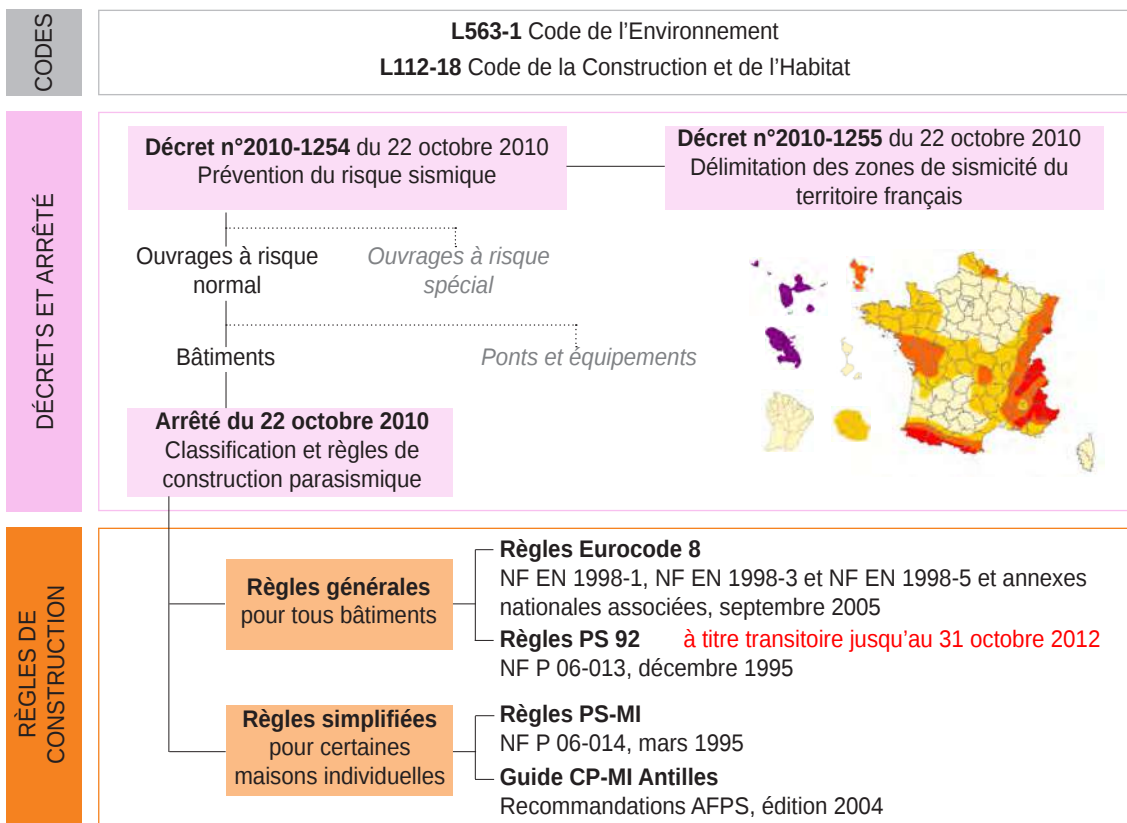 CODES
L563-1 Code de l’Environnement
L112-18 Code de la Construction et de l’Habitat
DÉCRETS ET ARRÊTÉ
Décret n°2010-1254 du 22 octobre 2010
Prévention du risque sismique
Décret n°2010-1255 du 22 octobre 2010
Délimitation des zones de sismicité du
territoire français
Ouvrages à risque
normal
Ouvrages à risque
spécial
Bâtiments
Ponts et équipements
Arrêté du 22 octobre 2010
Classification et règles de
construction parasismique
RÈGLES DE
CONSTRUCTION
Règles générales
pour tous bâtiments
Règles Eurocode 8
NF EN 1998-1, NF EN 1998-3 et NF EN 1998-5 et annexes
nationales associées, septembre 2005
Règles PS 92 à titre transitoire jusqu’au 31 octobre 2012
NF P 06-013, décembre 1995
Règles simplifiées
pour certaines
maisons individuelles
Règles PS-MI
NF P 06-014, mars 1995
Guide CP-MI Antilles
Recommandations AFPS, édition 2004